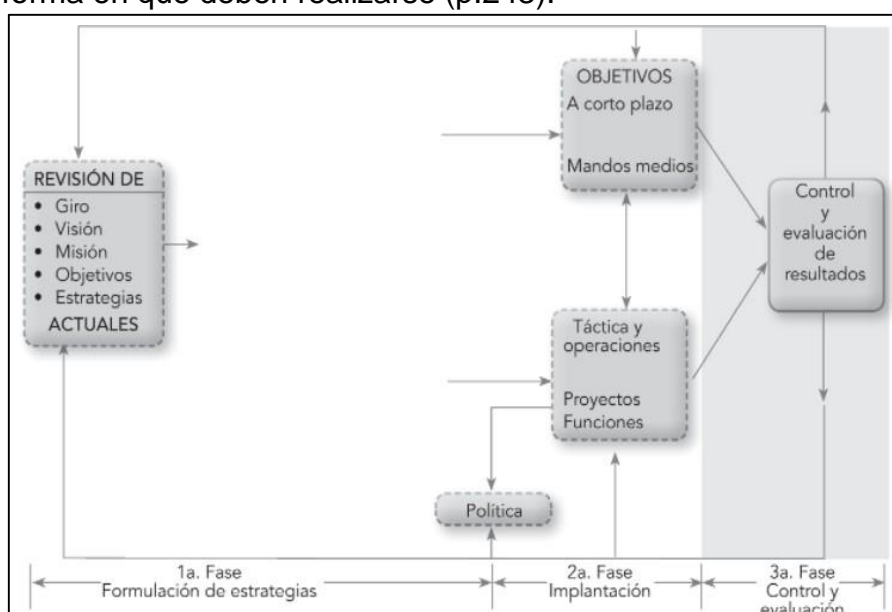 forma en que deben realizarse (p.248).
REVISIÓN DE
• Giro
• Visión
• Misión
• Objetivos
• Estrategias
ACTUALES
OBJETIVOS
A corto plazo
Mandos medios
Táctica y
operaciones
Proyectos
Funciones
Política
Control
y
evaluación
de
resultados
1a. Fase
Formulación de estrategias
2a. Fase
Implantación
3a. Fase
Control y
evaluación